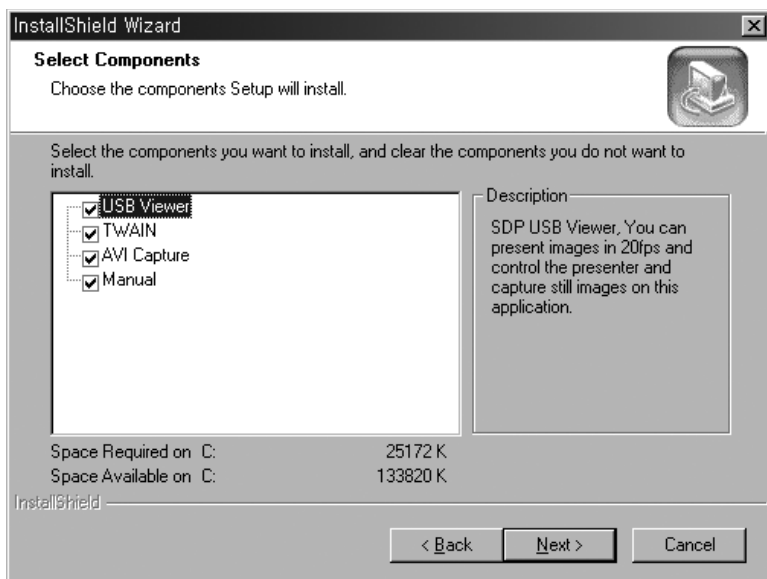 InstallShield Wizard
Select Components
Choose the components Setup will install.
Select the components you want to install, and clear the components you do not want to
install.
USB Viewer
TWAIN
AVI Capture
Manual
Description
SDP USB Viewer, You can
present images in 20fps and
control the presenter and
capture still images on this
application.
Space Required on C: 25172 K
Space Available on C: 133820 K
InstallShield
< Back Next > Cancel